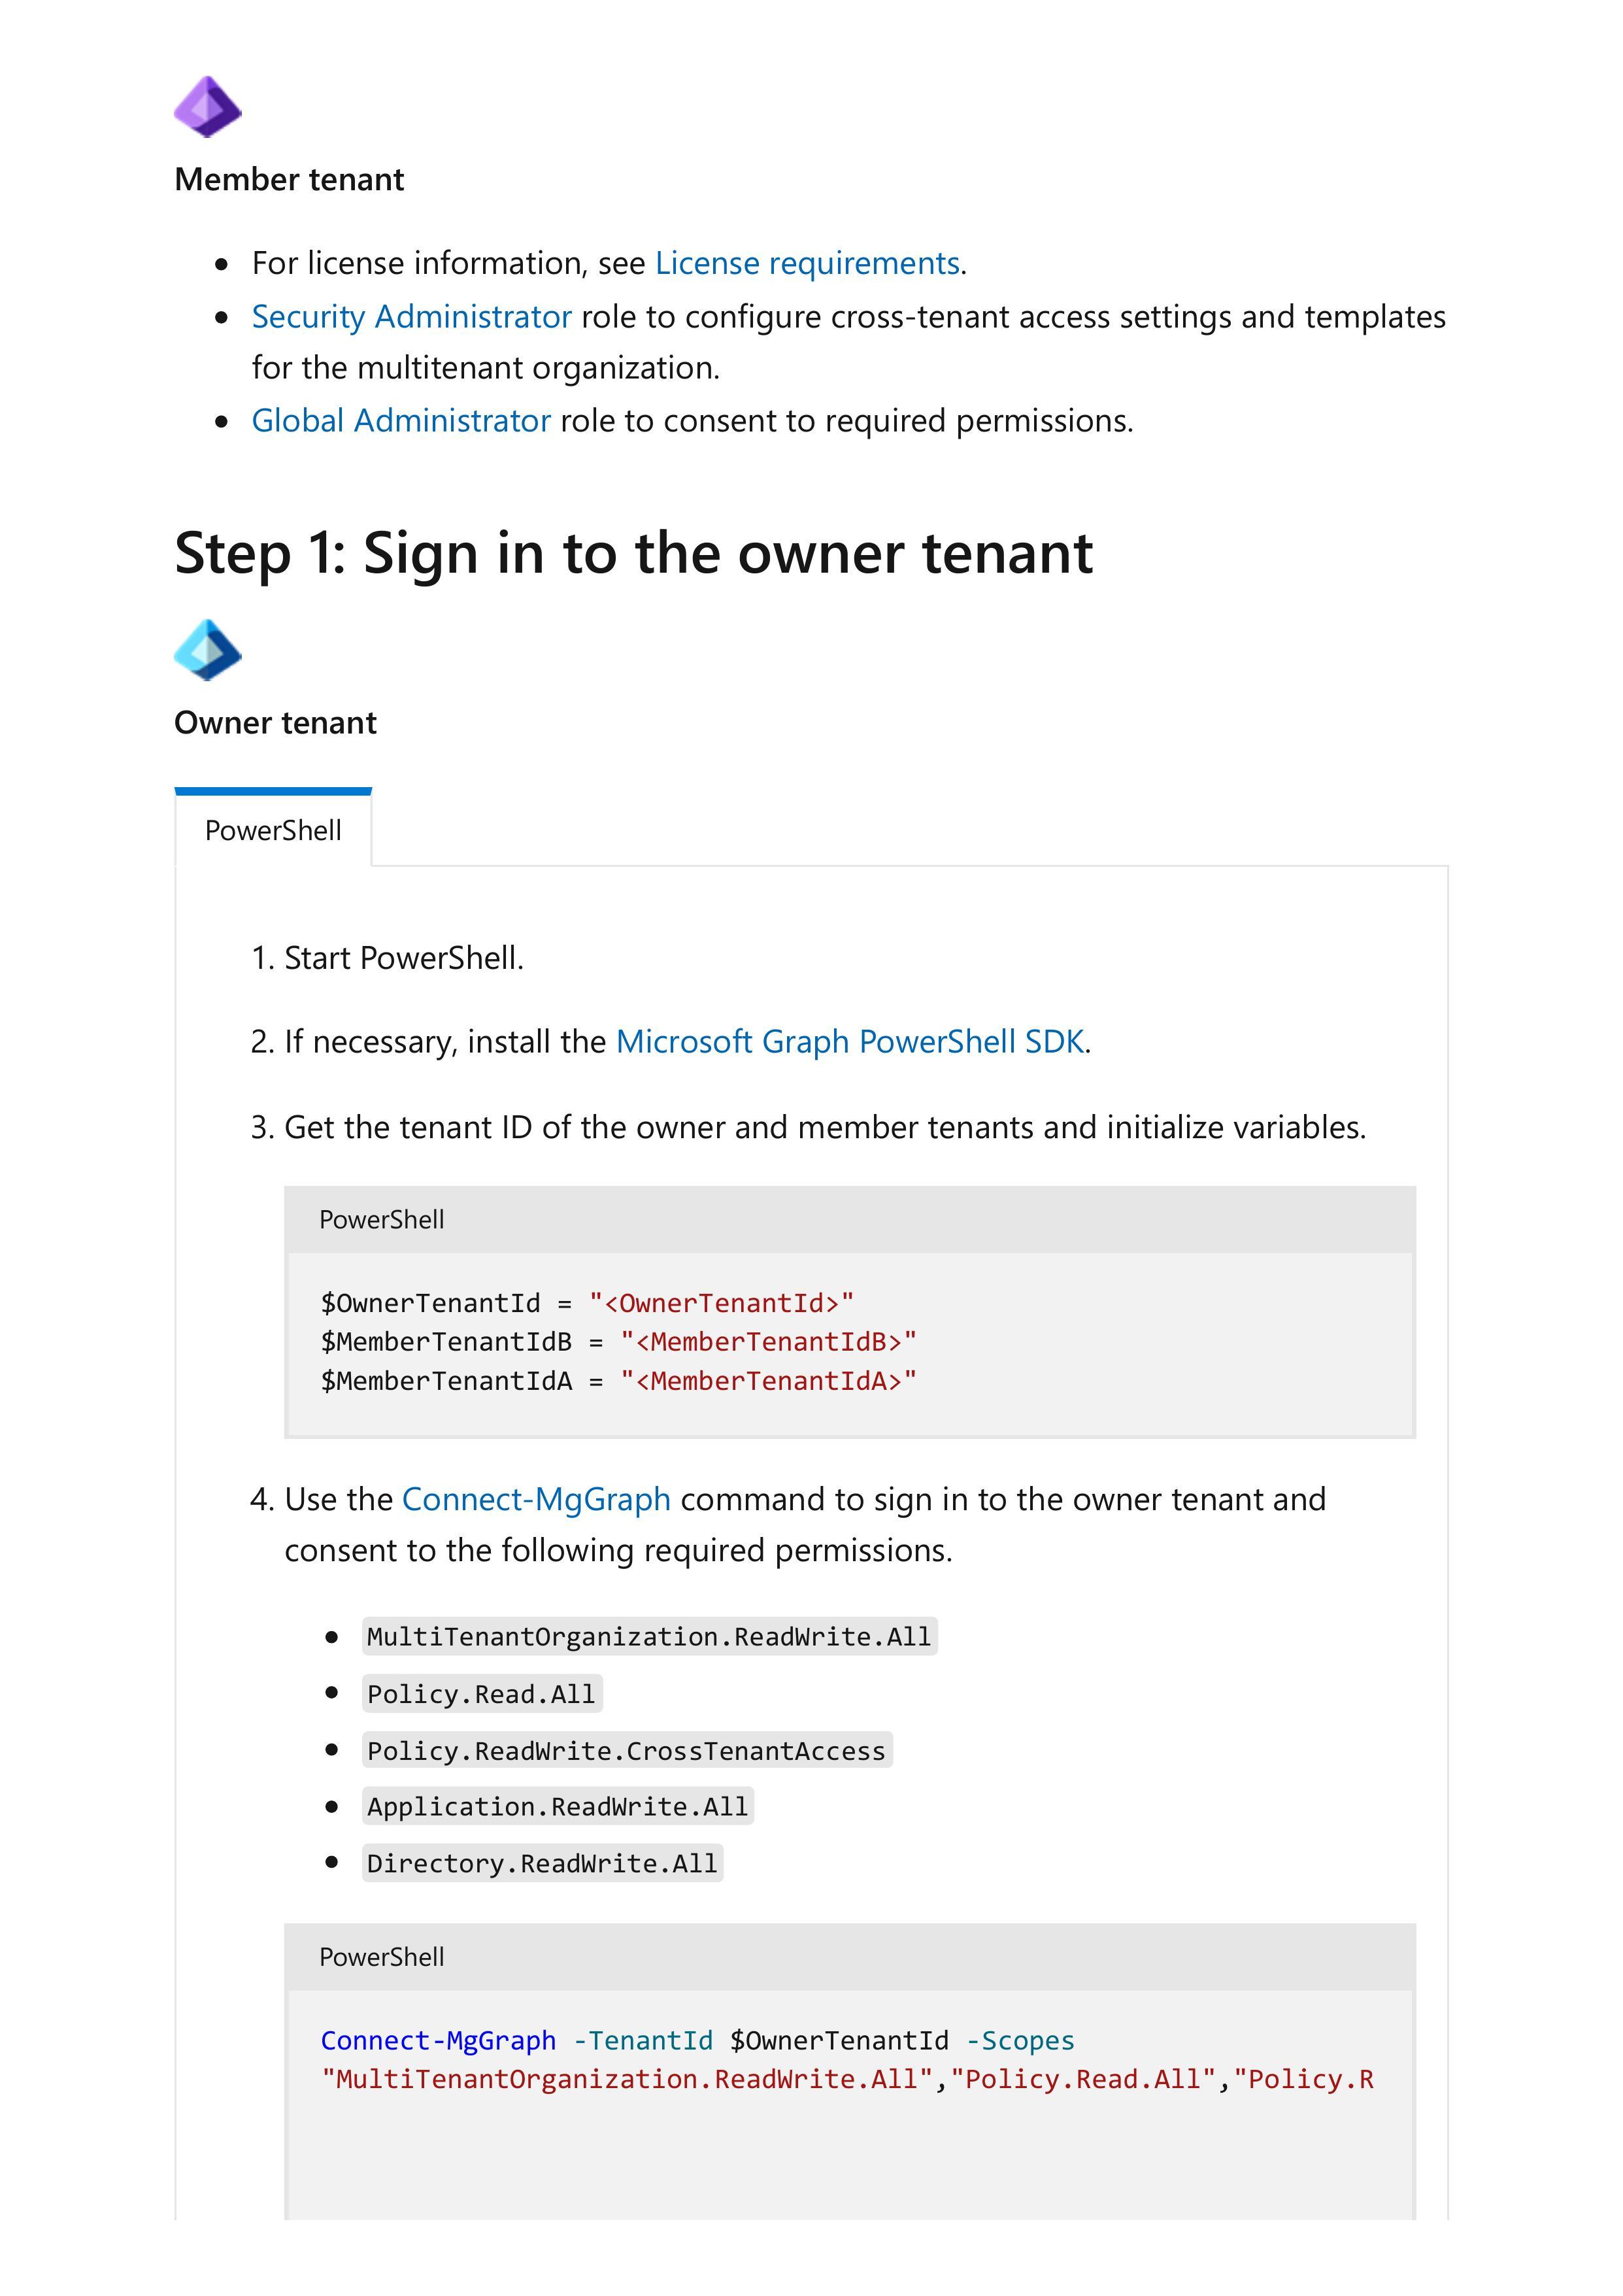 Member tenant
• For license information, see License requirements.
• Security Administrator role to configure cross-tenant access settings and templates
for the multitenant organization.
• Global Administrator role to consent to required permissions.
Step 1: Sign in to the owner tenant
Owner tenant
PowerShell
1. Start PowerShell.
2. If necessary, install the Microsoft Graph PowerShell SDK.
3. Get the tenant ID of the owner and member tenants and initialize variables.
PowerShell
$OwnerTenantId = "<OwnerTenantId>"
$MemberTenantIdB = "<MemberTenantIdB>"
$MemberTenantIdA = "<MemberTenantIdA>"
4. Use the Connect-MgGraph command to sign in to the owner tenant and
consent to the following required permissions.
• MultiTenantOrganization.ReadWrite.All
• Policy.Read.All
• Policy.ReadWrite.CrossTenantAccess
• Application.ReadWrite.All
• Directory.ReadWrite.All
PowerShell
Connect-MgGraph -TenantId $OwnerTenantId -Scopes
"MultiTenantOrganization.ReadWrite.All","Policy.Read.All","Policy.R